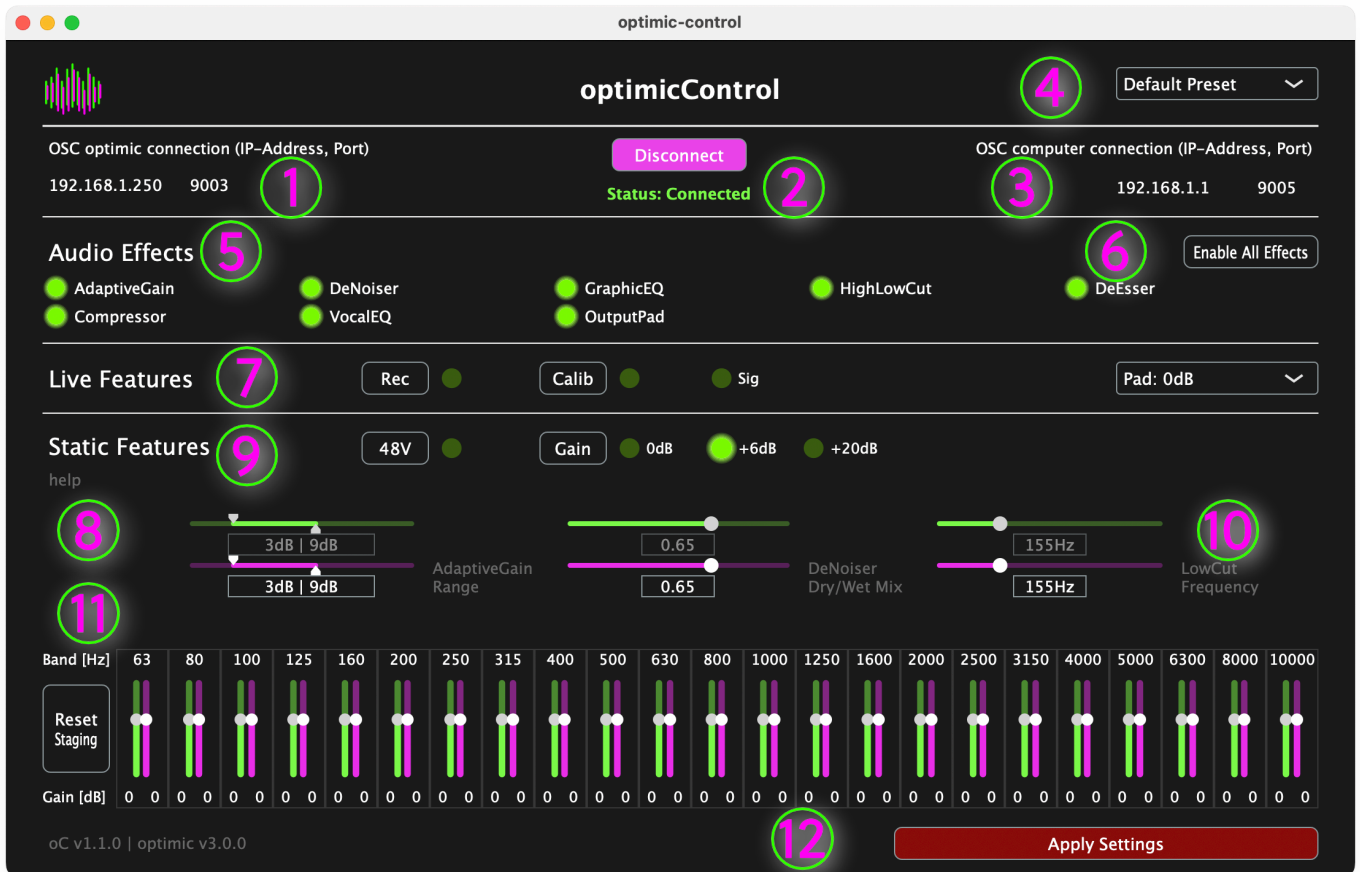 optimic-control
optimicControl
4
Default Preset
OSC optimic connection (IP-Address, Port)
Disconnect
OSC computer connection (IP-Address, Port)
192.168.1.250 9003
1
Status: Connected
2
3
192.168.1.1 9005
Audio Effects
5
6
Enable All Effects
AdaptiveGain DeNoiser GraphicEQ HighLowCut DeEsser
Compressor VocalEQ OutputPad
Live Features
7
Rec Calib Sig
Pad: 0dB
Static Features
9
48V Gain 0dB +6dB +20dB
help
8
10
3dB | 9dB 0.65 155Hz
AdaptiveGain
Range
DeNoiser
Dry/Wet Mix
LowCut
Frequency
3dB | 9dB 0.65 155Hz
11
Band [Hz] 63 80 100 125 160 200 250 315 400 500 630 800 1000 1250 1600 2000 2500 3150 4000 5000 6300 8000 10000
Reset
Staging
Gain [dB] 0 0 0 0 0 0 0 0 0 0 0 0 0 0 0 0 0 0 0 0 0 0 0 0 0 0 0 0 0 0 0 0 0 0 0 0 0 0 0 0 0 0 0 0 0 0
oC v1.1.0 | optimic v3.0.0
12
Apply Settings